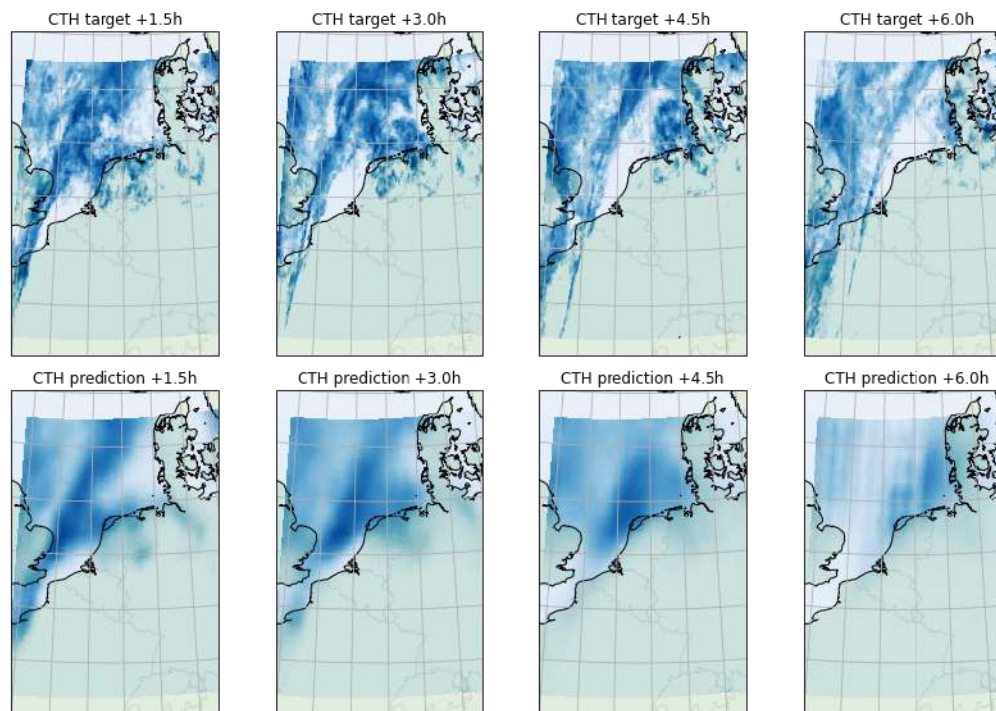 CTH target +1.5h
CTH target +3.0h
CTH target +4.5h
CTH target +6.0h
CTH prediction +1.5h
CTH prediction +3.0h
CTH prediction +4.5h
CTH prediction +6.0h